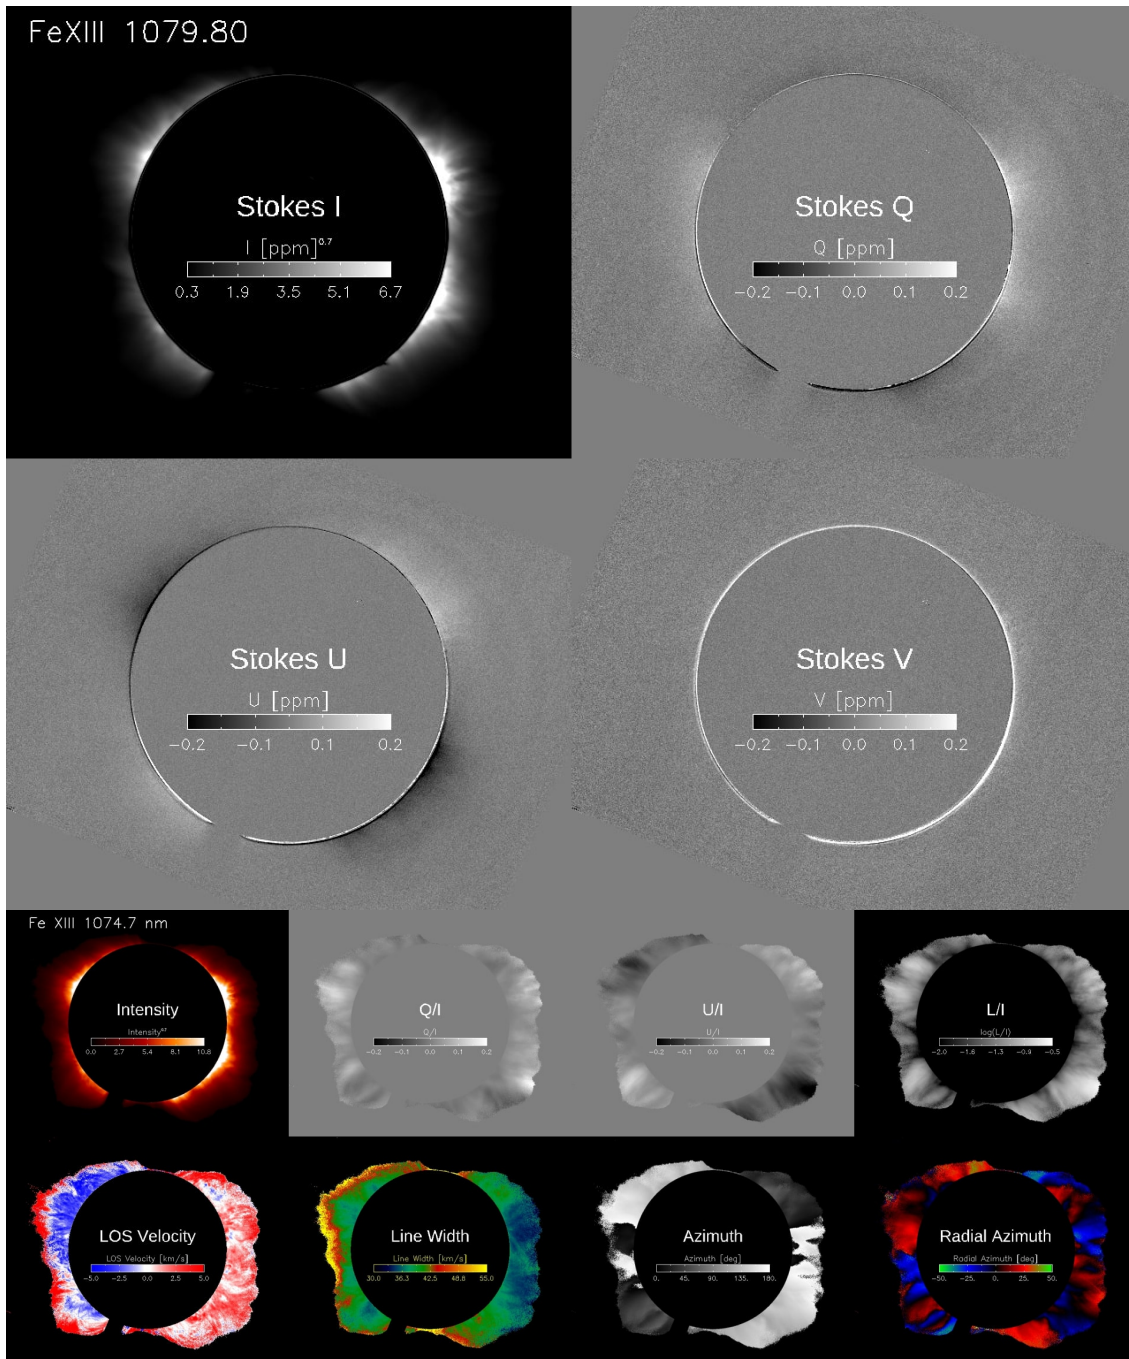 FeXIII 1079.80
Stokes I
I [ppm]^0.7
0.3 1.9 3.5 5.1 6.7
Stokes Q
Q [ppm]
−0.2 −0.1 0.0 0.1 0.2
Stokes U
U [ppm]
−0.2 −0.1 0.1 0.2
Stokes V
V [ppm]
−0.2 −0.1 0.0 0.1 0.2
Fe XIII 1074.7 nm
Intensity
Intensity^0.7
0.0 2.7 5.4 8.1 10.8
Q/I
Q/I
−0.2 −0.1 0.0 0.1 0.2
U/I
U/I
−0.2 −0.1 0.0 0.1 0.2
L/I
log(L/I)
−2.0 −1.6 −1.3 −0.9 −0.5
LOS Velocity
LOS Velocity [km/s]
−5.0 −2.5 0.0 2.5 5.0
Line Width
Line Width [km/s]
30.0 36.3 42.5 48.8 55.0
Azimuth
Azimuth [deg]
0. 45. 90. 135. 180.
Radial Azimuth
Radial Azimuth [deg]
−50. −25. 0. 25. 50.